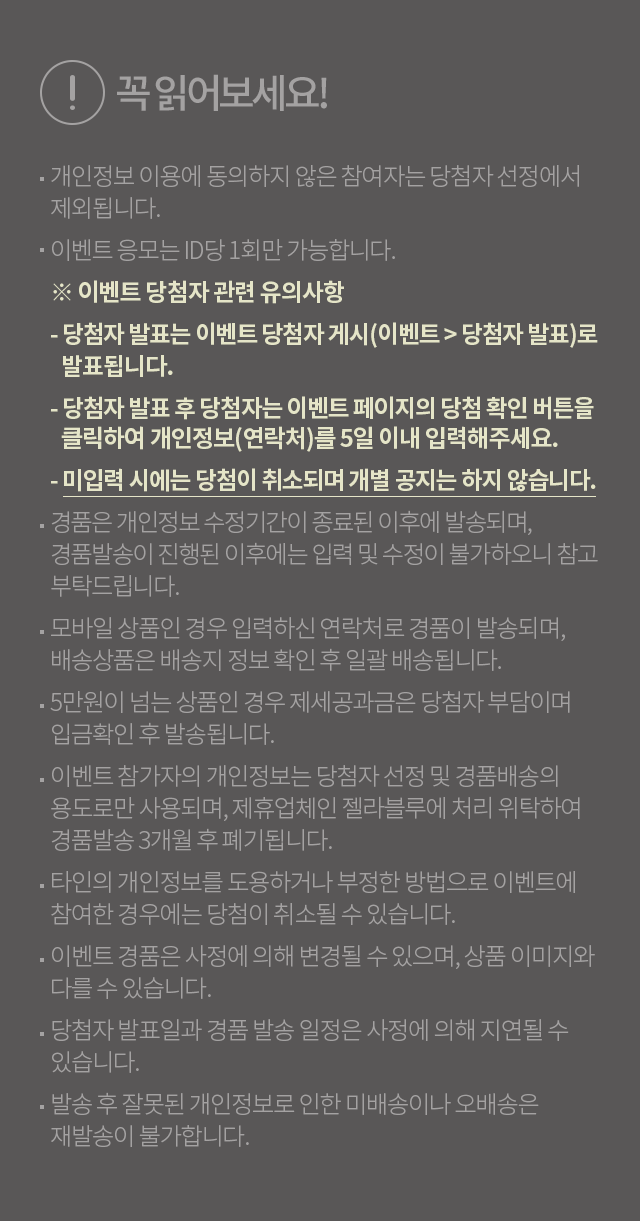 ! 꼭 읽어보세요!
· 개인정보 이용에 동의하지 않은 참여자는 당첨자 선정에서
제외됩니다.
· 이벤트 응모는 ID당 1회만 가능합니다.
※ 이벤트 당첨자 관련 유의사항
- 당첨자 발표는 이벤트 당첨자 게시(이벤트 > 당첨자 발표)로
발표됩니다.
- 당첨자 발표 후 당첨자는 이벤트 페이지의 당첨 확인 버튼을
클릭하여 개인정보(연락처)를 5일 이내 입력해주세요.
- 미입력 시에는 당첨이 취소되며 개별 공지는 하지 않습니다.
· 경품은 개인정보 수정기간이 종료된 이후에 발송되며,
경품발송이 진행된 이후에는 입력 및 수정이 불가하오니 참고
부탁드립니다.
· 모바일 상품인 경우 입력하신 연락처로 경품이 발송되며,
배송상품은 배송지 정보 확인 후 일괄 배송됩니다.
· 5만원이 넘는 상품인 경우 제세공과금은 당첨자 부담이며
입금확인 후 발송됩니다.
· 이벤트 참가자의 개인정보는 당첨자 선정 및 경품배송의
용도로만 사용되며, 제휴업체인 젤라블루에 처리 위탁하여
경품발송 3개월 후 폐기됩니다.
· 타인의 개인정보를 도용하거나 부정한 방법으로 이벤트에
참여한 경우에는 당첨이 취소될 수 있습니다.
· 이벤트 경품은 사정에 의해 변경될 수 있으며, 상품 이미지와
다를 수 있습니다.
· 당첨자 발표일과 경품 발송 일정은 사정에 의해 지연될 수
있습니다.
· 발송 후 잘못된 개인정보로 인한 미배송이나 오배송은
재발송이 불가합니다.